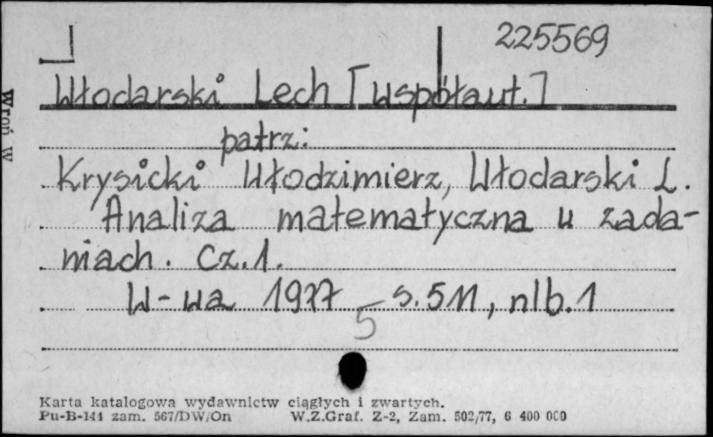 225569
Włodarski Lech [współaut.]
patrz:
Krysicki Włodzimierz, Włodarski L.
Analiza matematyczna w zada-
niach. Cz.1.
W-wa 1977 s.511, nlb.1
5
Karta katalogowa wydawnictw ciągłych i zwartych.
Pu-B-141 zam. 567/DW/On W.Z.Graf. Z-2, Zam. 502/77, 6 400 000